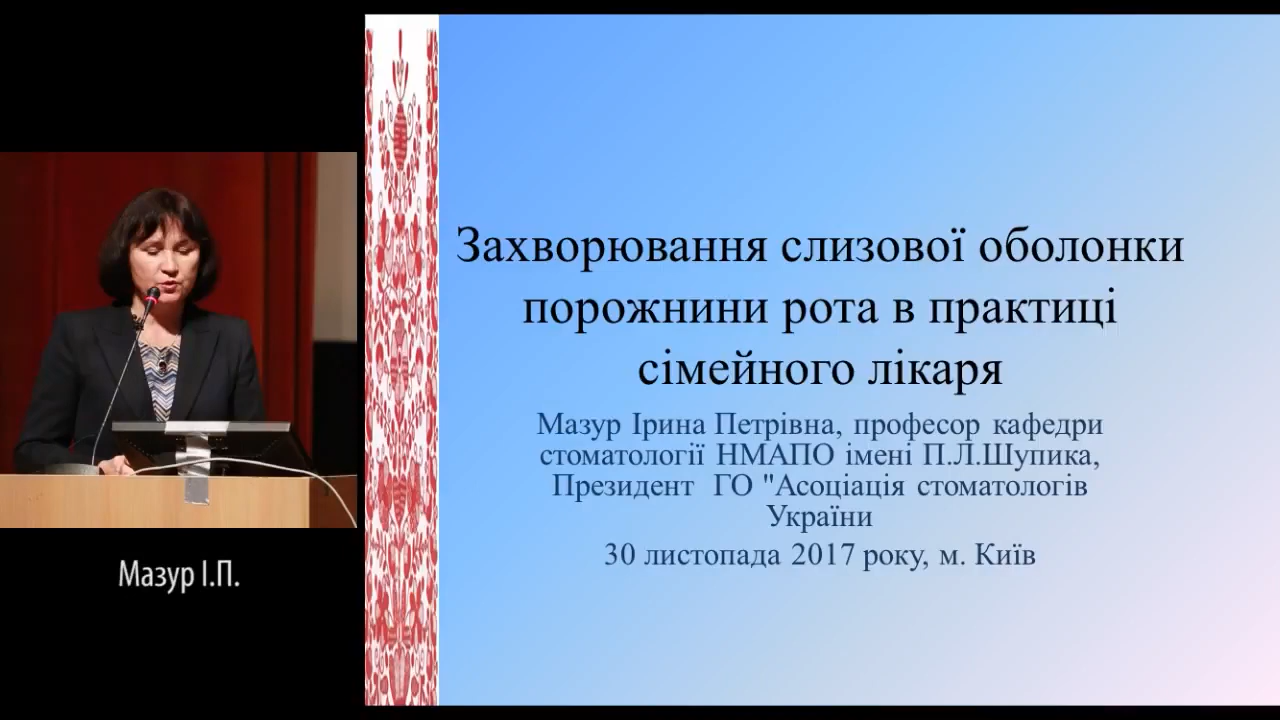 Захворювання слизової оболонки
порожнини рота в практиці
сімейного лікаря
Мазур Ірина Петрівна, професор кафедри
стоматології НМАПО імені П.Л.Шупика,
Президент ГО "Асоціація стоматологів
України
30 листопада 2017 року, м. Київ
Мазур І.П.